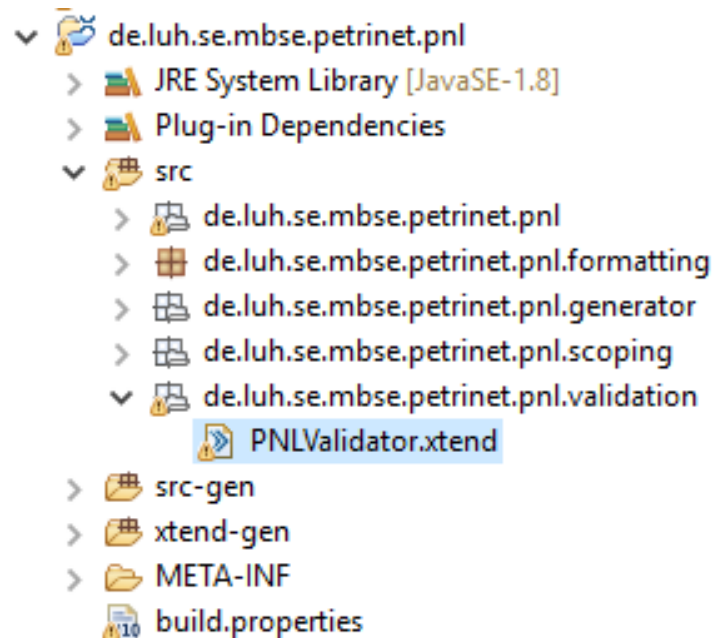 de.luh.se.mbse.petrinet.pnl
JRE System Library [JavaSE-1.8]
Plug-in Dependencies
src
de.luh.se.mbse.petrinet.pnl
de.luh.se.mbse.petrinet.pnl.formatting
de.luh.se.mbse.petrinet.pnl.generator
de.luh.se.mbse.petrinet.pnl.scoping
de.luh.se.mbse.petrinet.pnl.validation
PNLValidator.xtend
src-gen
xtend-gen
META-INF
build.properties